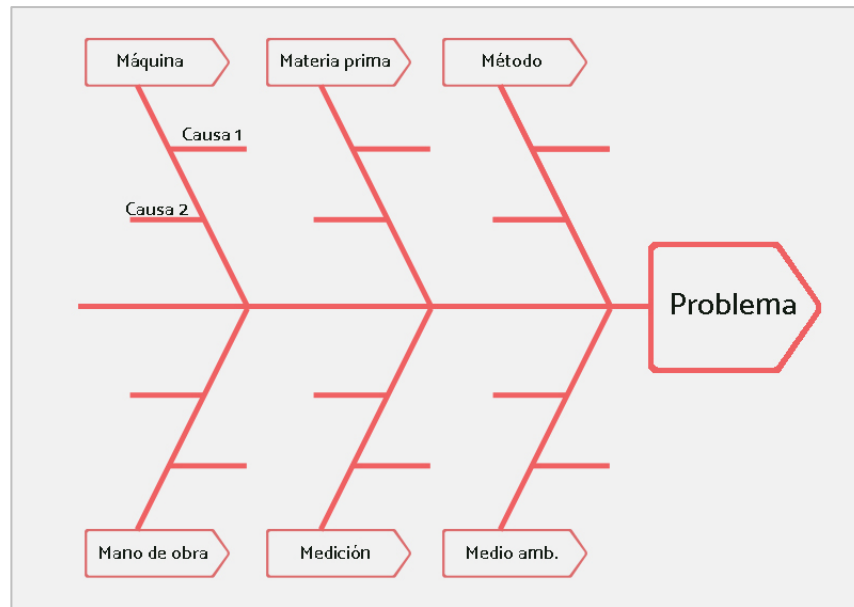 Máquina
Materia prima
Método
Causa 1
Causa 2
Problema
Mano de obra
Medición
Medio amb.